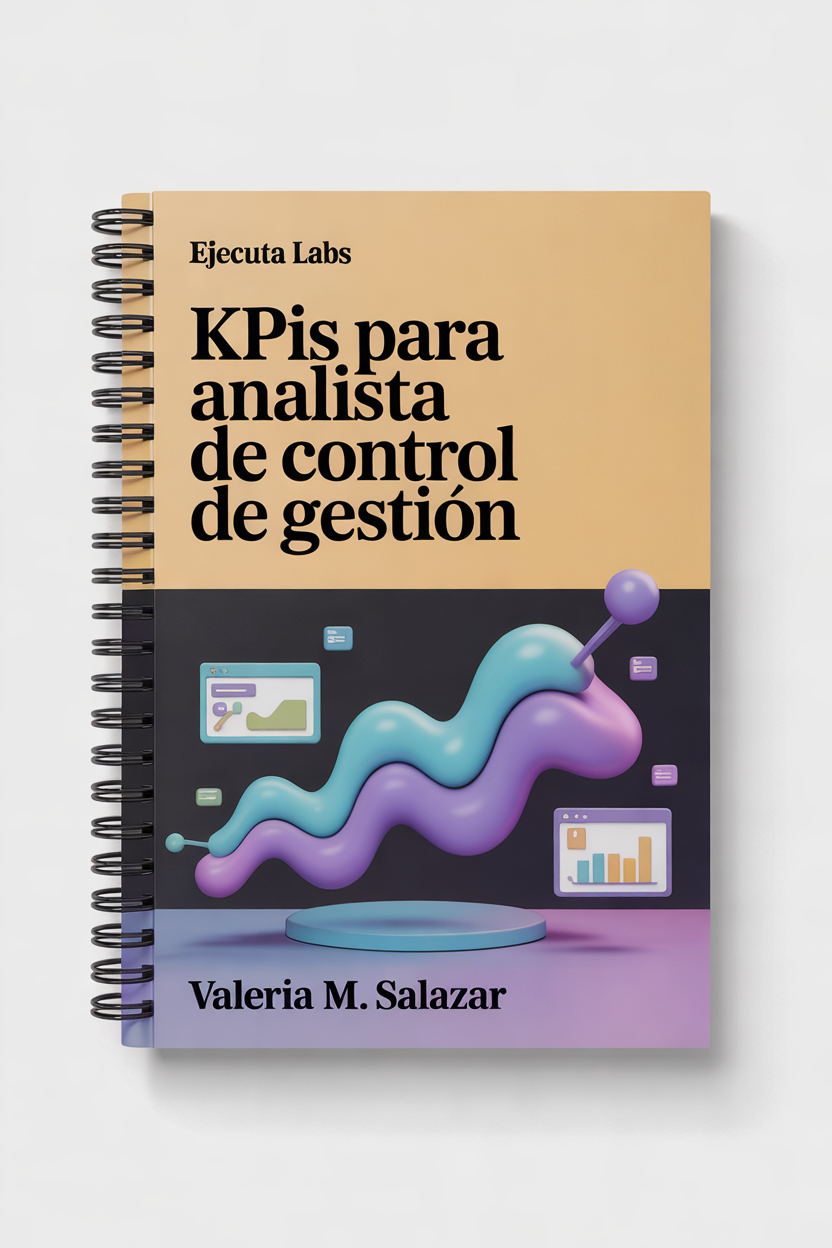 Ejecuta Labs
KPis para
analista
de control
de gestión
Valeria M. Salazar